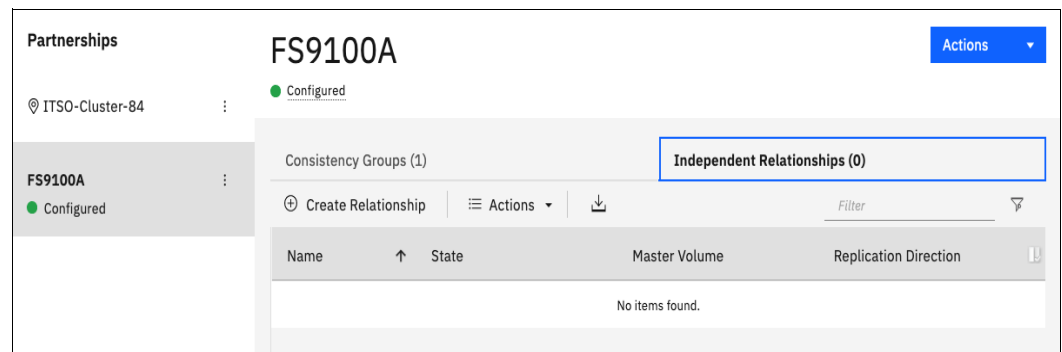 Partnerships
ITSO-Cluster-84
FS9100A
Configured
FS9100A
Configured
Actions
Consistency Groups (1)
Independent Relationships (0)
Create Relationship
Actions
Filter
Name State Master Volume Replication Direction
No items found.